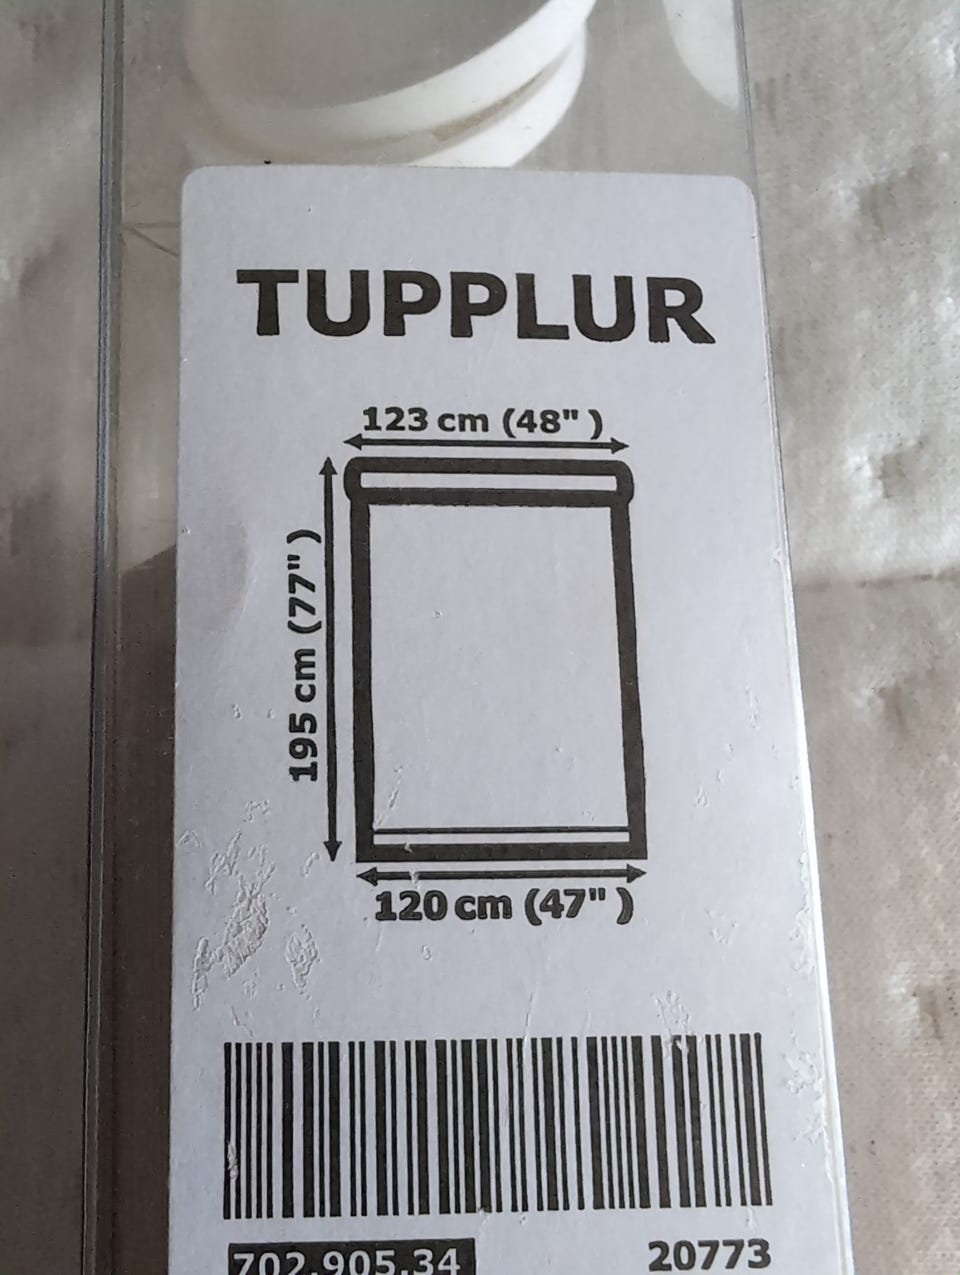 TUPPLUR
123 cm (48" )
195 cm (77" )
120 cm (47" )
702.905.34
20773